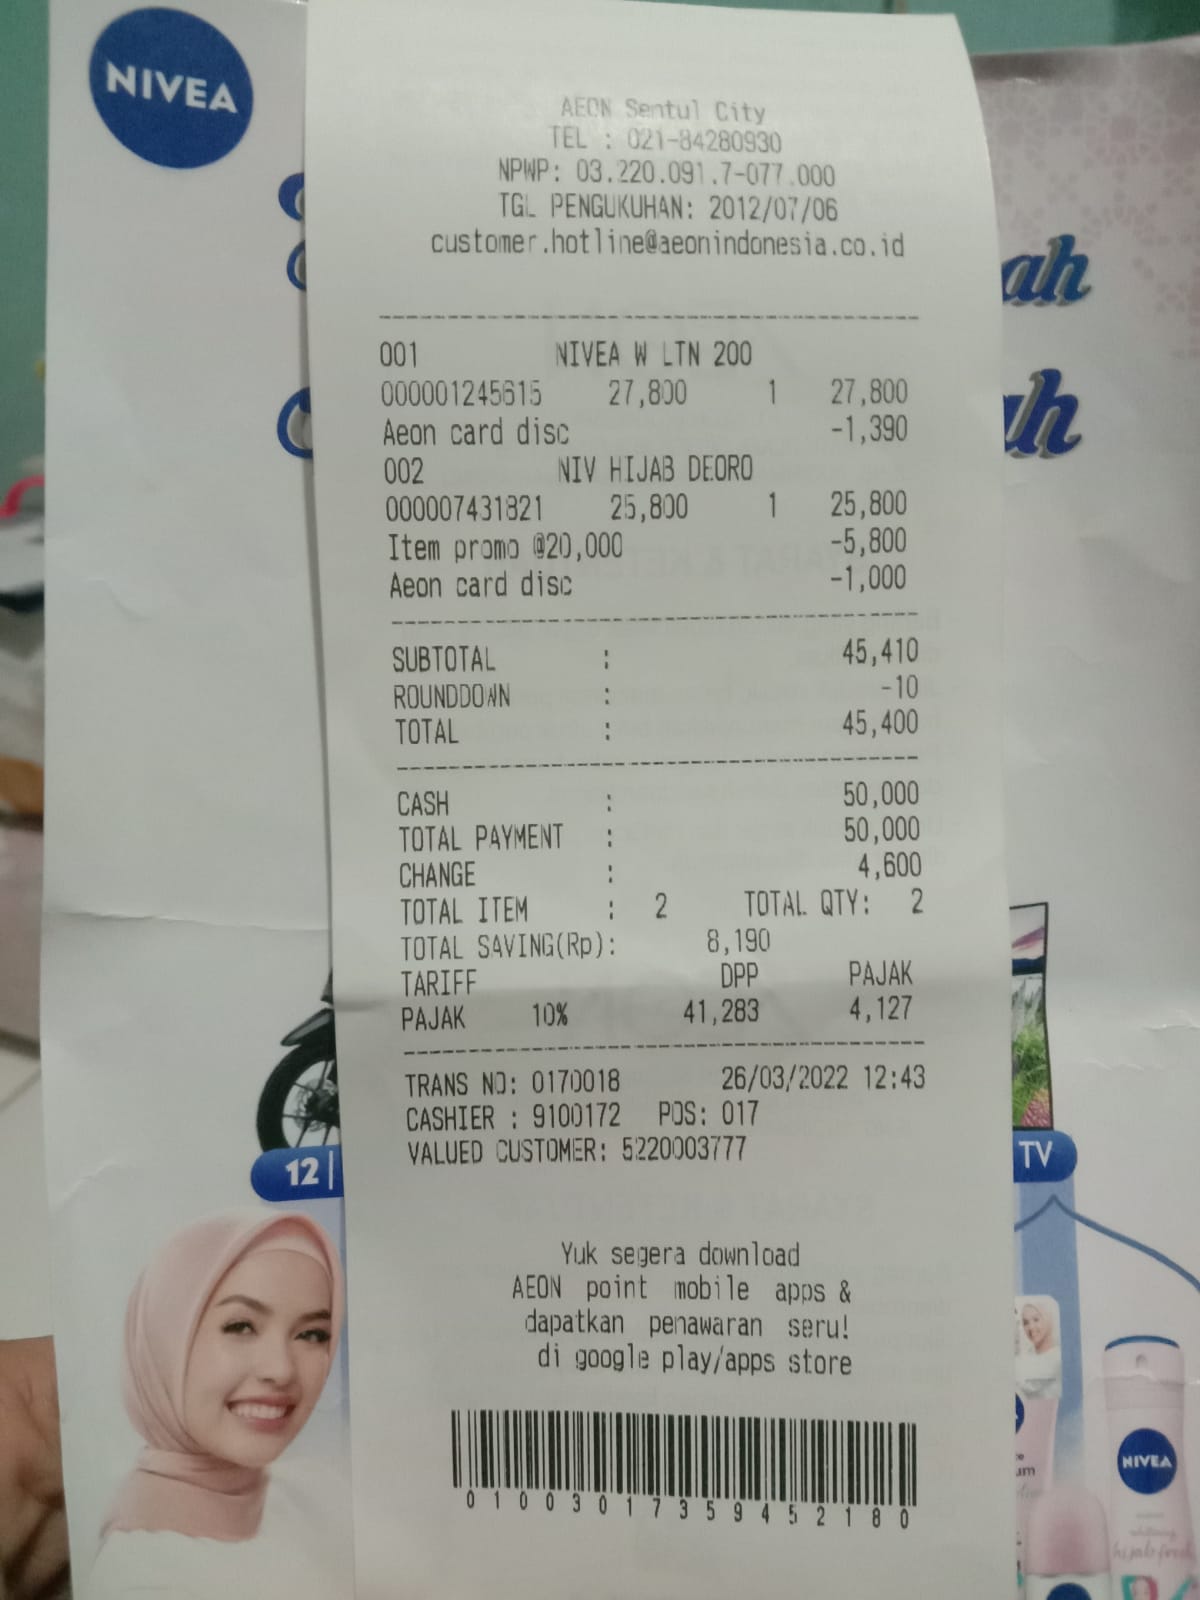 NIVEA
AEON Sentul City
TEL : 021-84280930
NPWP: 03.220.091.7-077.000
TGL PENGUKUHAN: 2012/07/06
customer.hotline@aeonindonesia.co.id
ah
ah
001 NIVEA W LTN 200
000001245615 27,800 1 27,800
Aeon card disc -1,390
002 NIV HIJAB DEORO
000007431821 25,800 1 25,800
Item promo @20,000 -5,800
Aeon card disc -1,000
SUBTOTAL : 45,410
ROUNDDOWN : -10
TOTAL : 45,400
CASH : 50,000
TOTAL PAYMENT : 50,000
CHANGE : 4,600
TOTAL ITEM : 2 TOTAL QTY: 2
TOTAL SAVING(Rp): 8,190
TARIFF DPP PAJAK
PAJAK 10% 41,283 4,127
TRANS NO: 0170018 26/03/2022 12:43
CASHIER : 9100172 POS: 017
VALUED CUSTOMER: 5220003777
12 |
TV
Yuk segera download
AEON point mobile apps &
dapatkan penawaran seru!
di google play/apps store
01003017359452180
NIVEA
hijab fresh